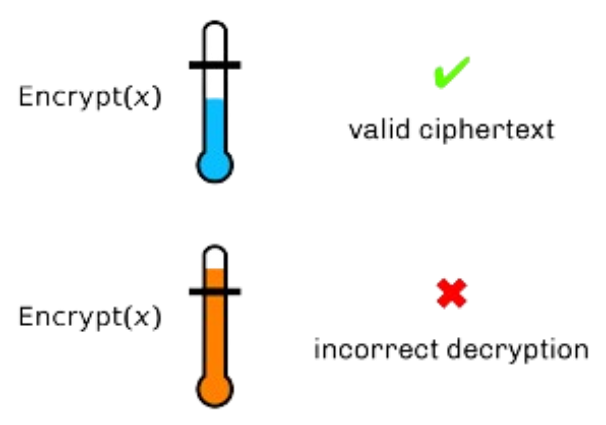 Encrypt(x)
valid ciphertext
Encrypt(x)
incorrect decryption